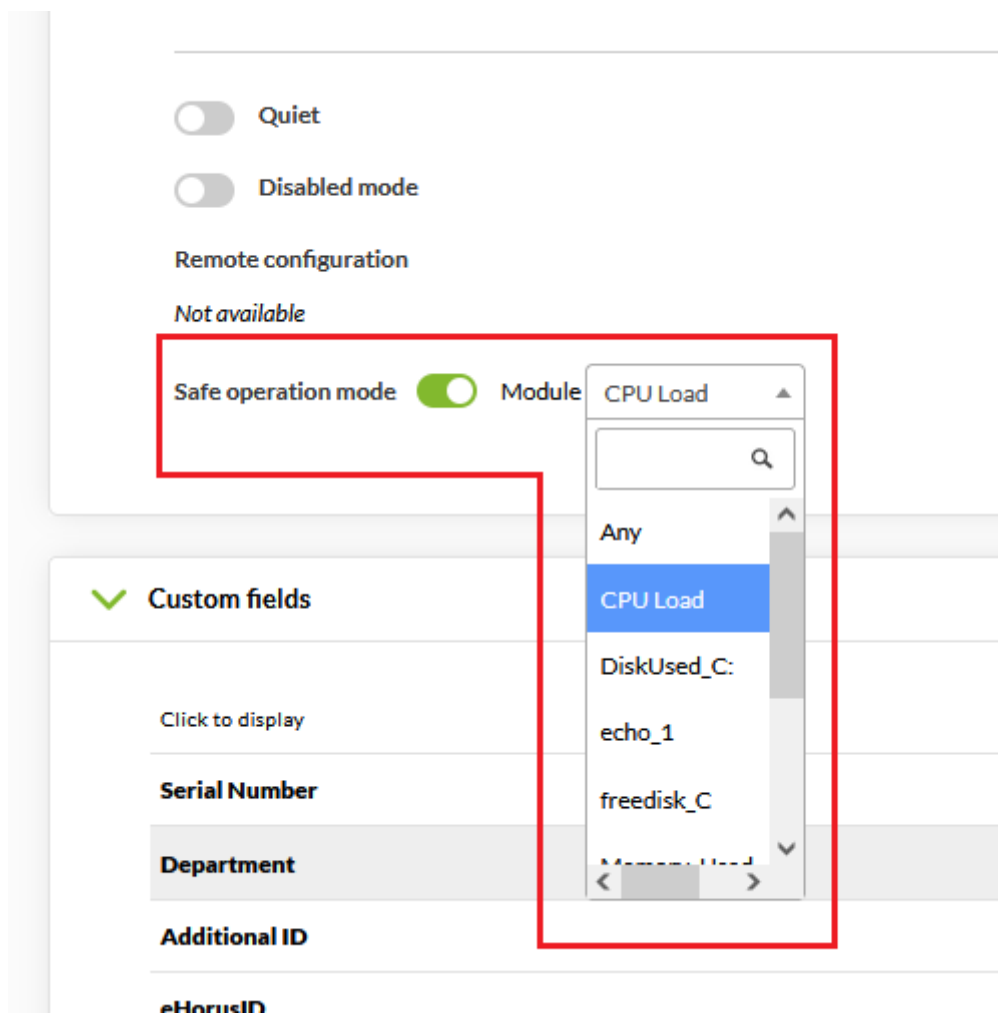 Quiet
Disabled mode
Remote configuration
Not available
Safe operation mode Module CPU Load
Any
CPU Load
DiskUsed_C:
echo_1
freedisk_C
Custom fields
Click to display
Serial Number
Department
Additional ID
eHorusID